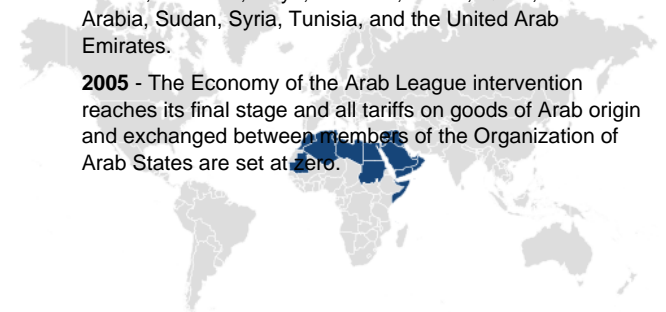 Arabia, Sudan, Syria, Tunisia, and the United Arab
Emirates.
2005 - The Economy of the Arab League intervention
reaches its final stage and all tariffs on goods of Arab origin
and exchanged between members of the Organization of
Arab States are set at zero.